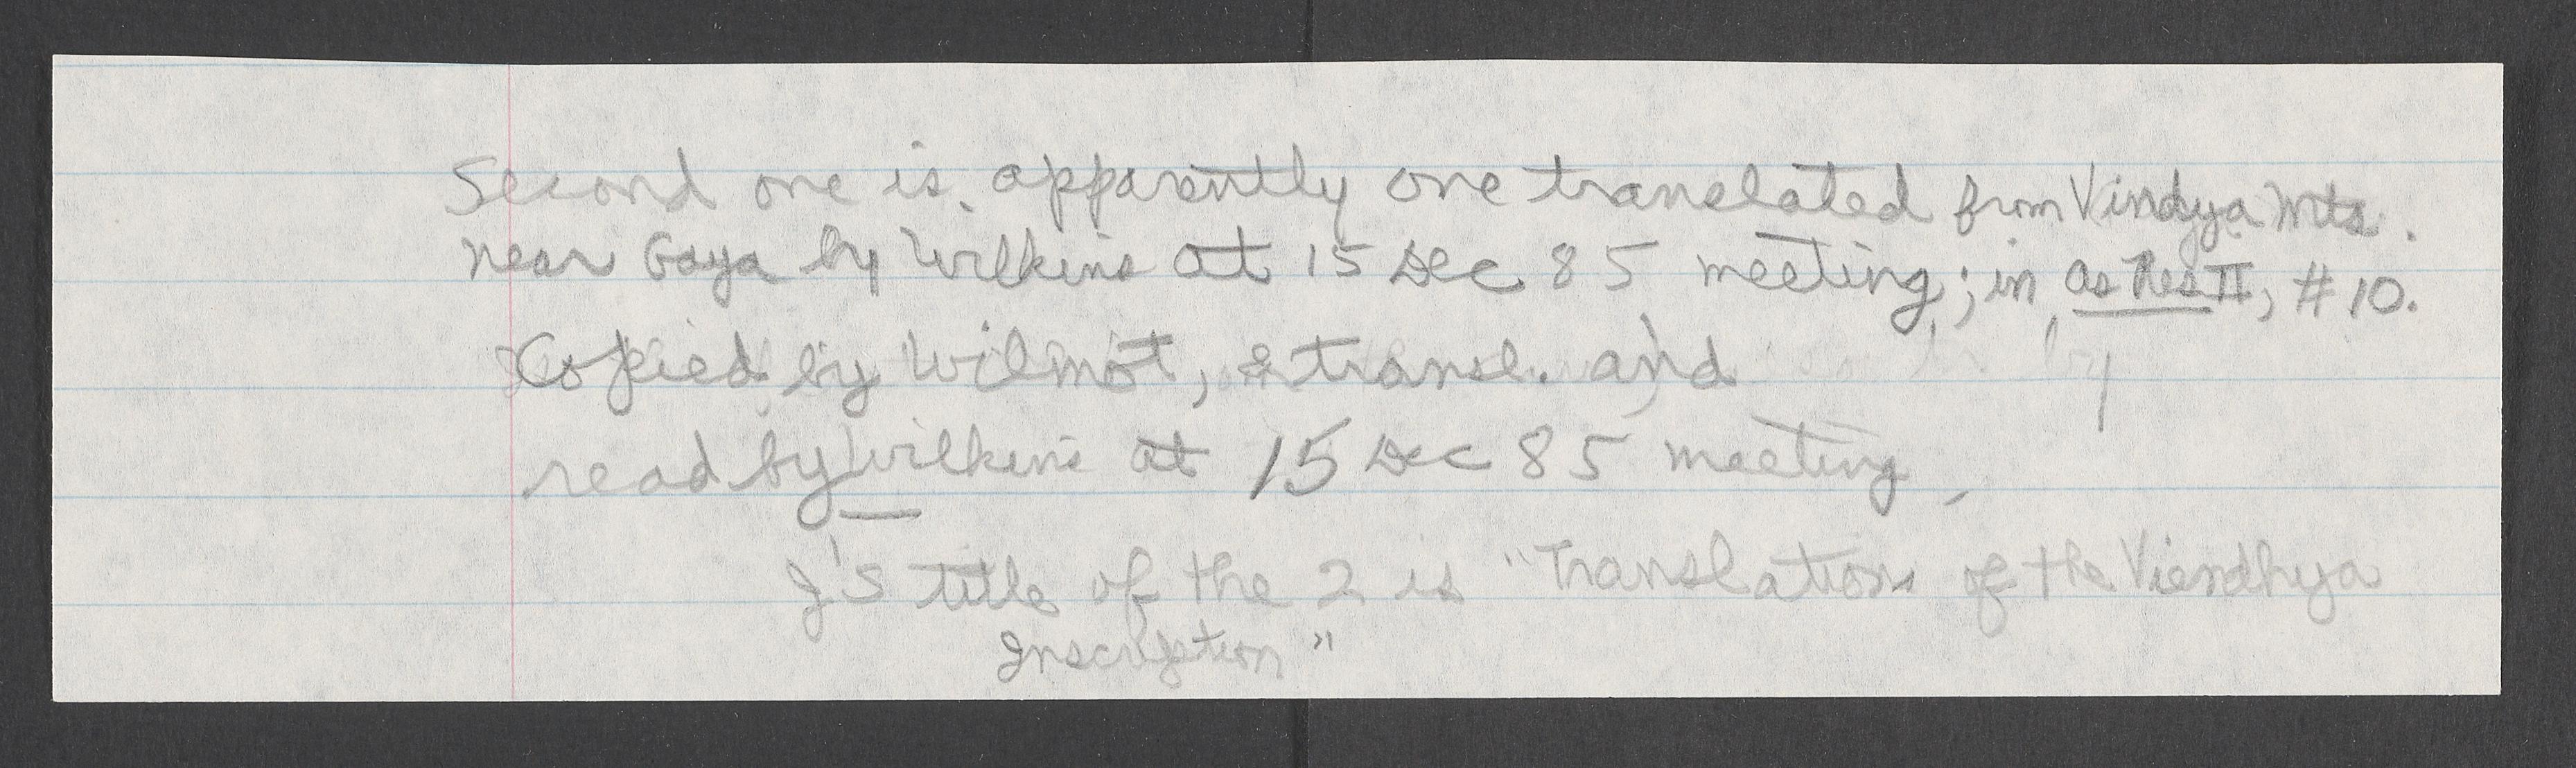 Second one is apparently one translated from Vindya Mts.
near Gaya by Wilkins at 15 Dec 85 meeting; in As Res II, #10.
Copied by Wilmot, & transl. and
read by Wilkins at 15 Dec 85 meeting,
J's title of the 2 is "Translations of the Viendhya
Inscription"